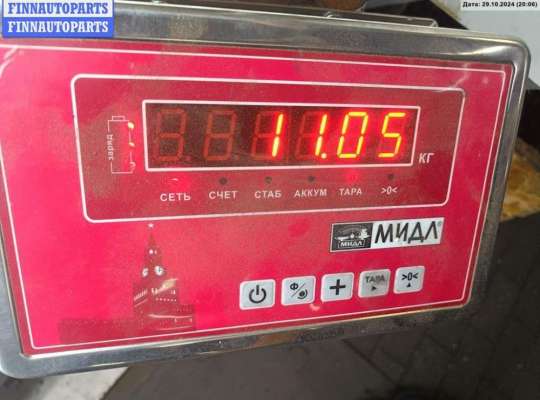 FINNAUTOPARTS
FINNAUTOPARTS
Дата: 29.10.2024 (20:06)
заряд
11.05
КГ
СЕТЬ СЧЕТ СТАБ АККУМ ТАРА >0<
МИДЛ
МИДЛ®
Ф
ТАРА
>0<